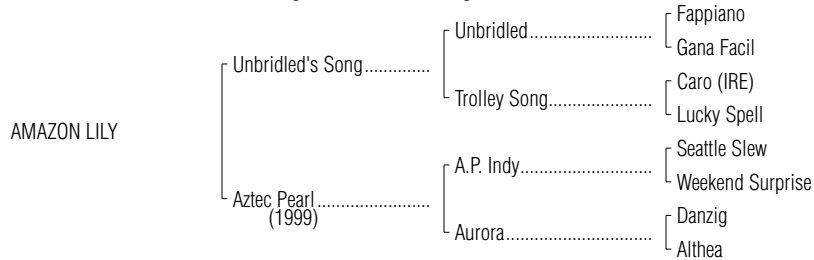 Fappiano
Unbridled..............................
Gana Facil
Unbridled's Song..............
Caro (IRE)
Trolley Song.........................
Lucky Spell
AMAZON LILY
Seattle Slew
A.P. Indy................................
Weekend Surprise
Aztec Pearl........................
(1999)
Danzig
Aurora...................................
Althea